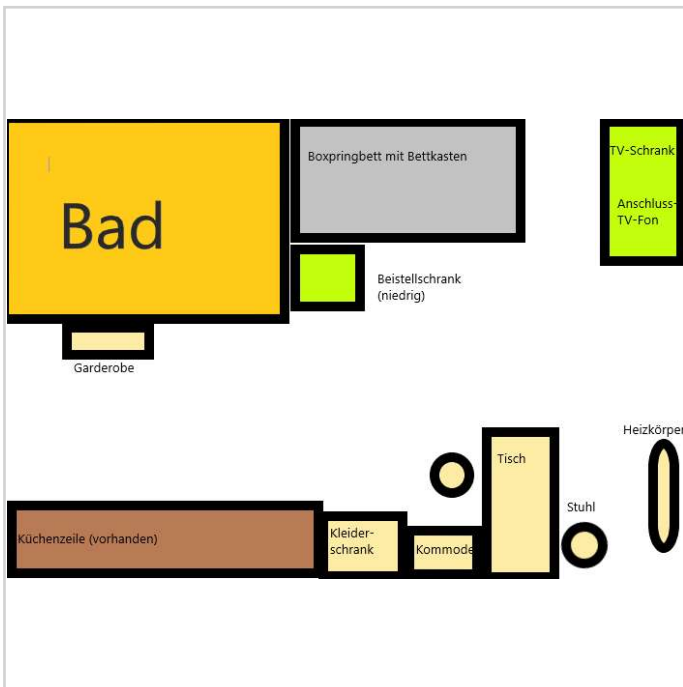 Boxpringbett mit Bettkasten
TV-Schrank
Anschluss-
TV-Fon
Bad
Beistellschrank
(niedrig)
Garderobe
Heizkörper
Tisch
Stuhl
Küchenzeile (vorhanden)
Kleider-
schrank
Kommode